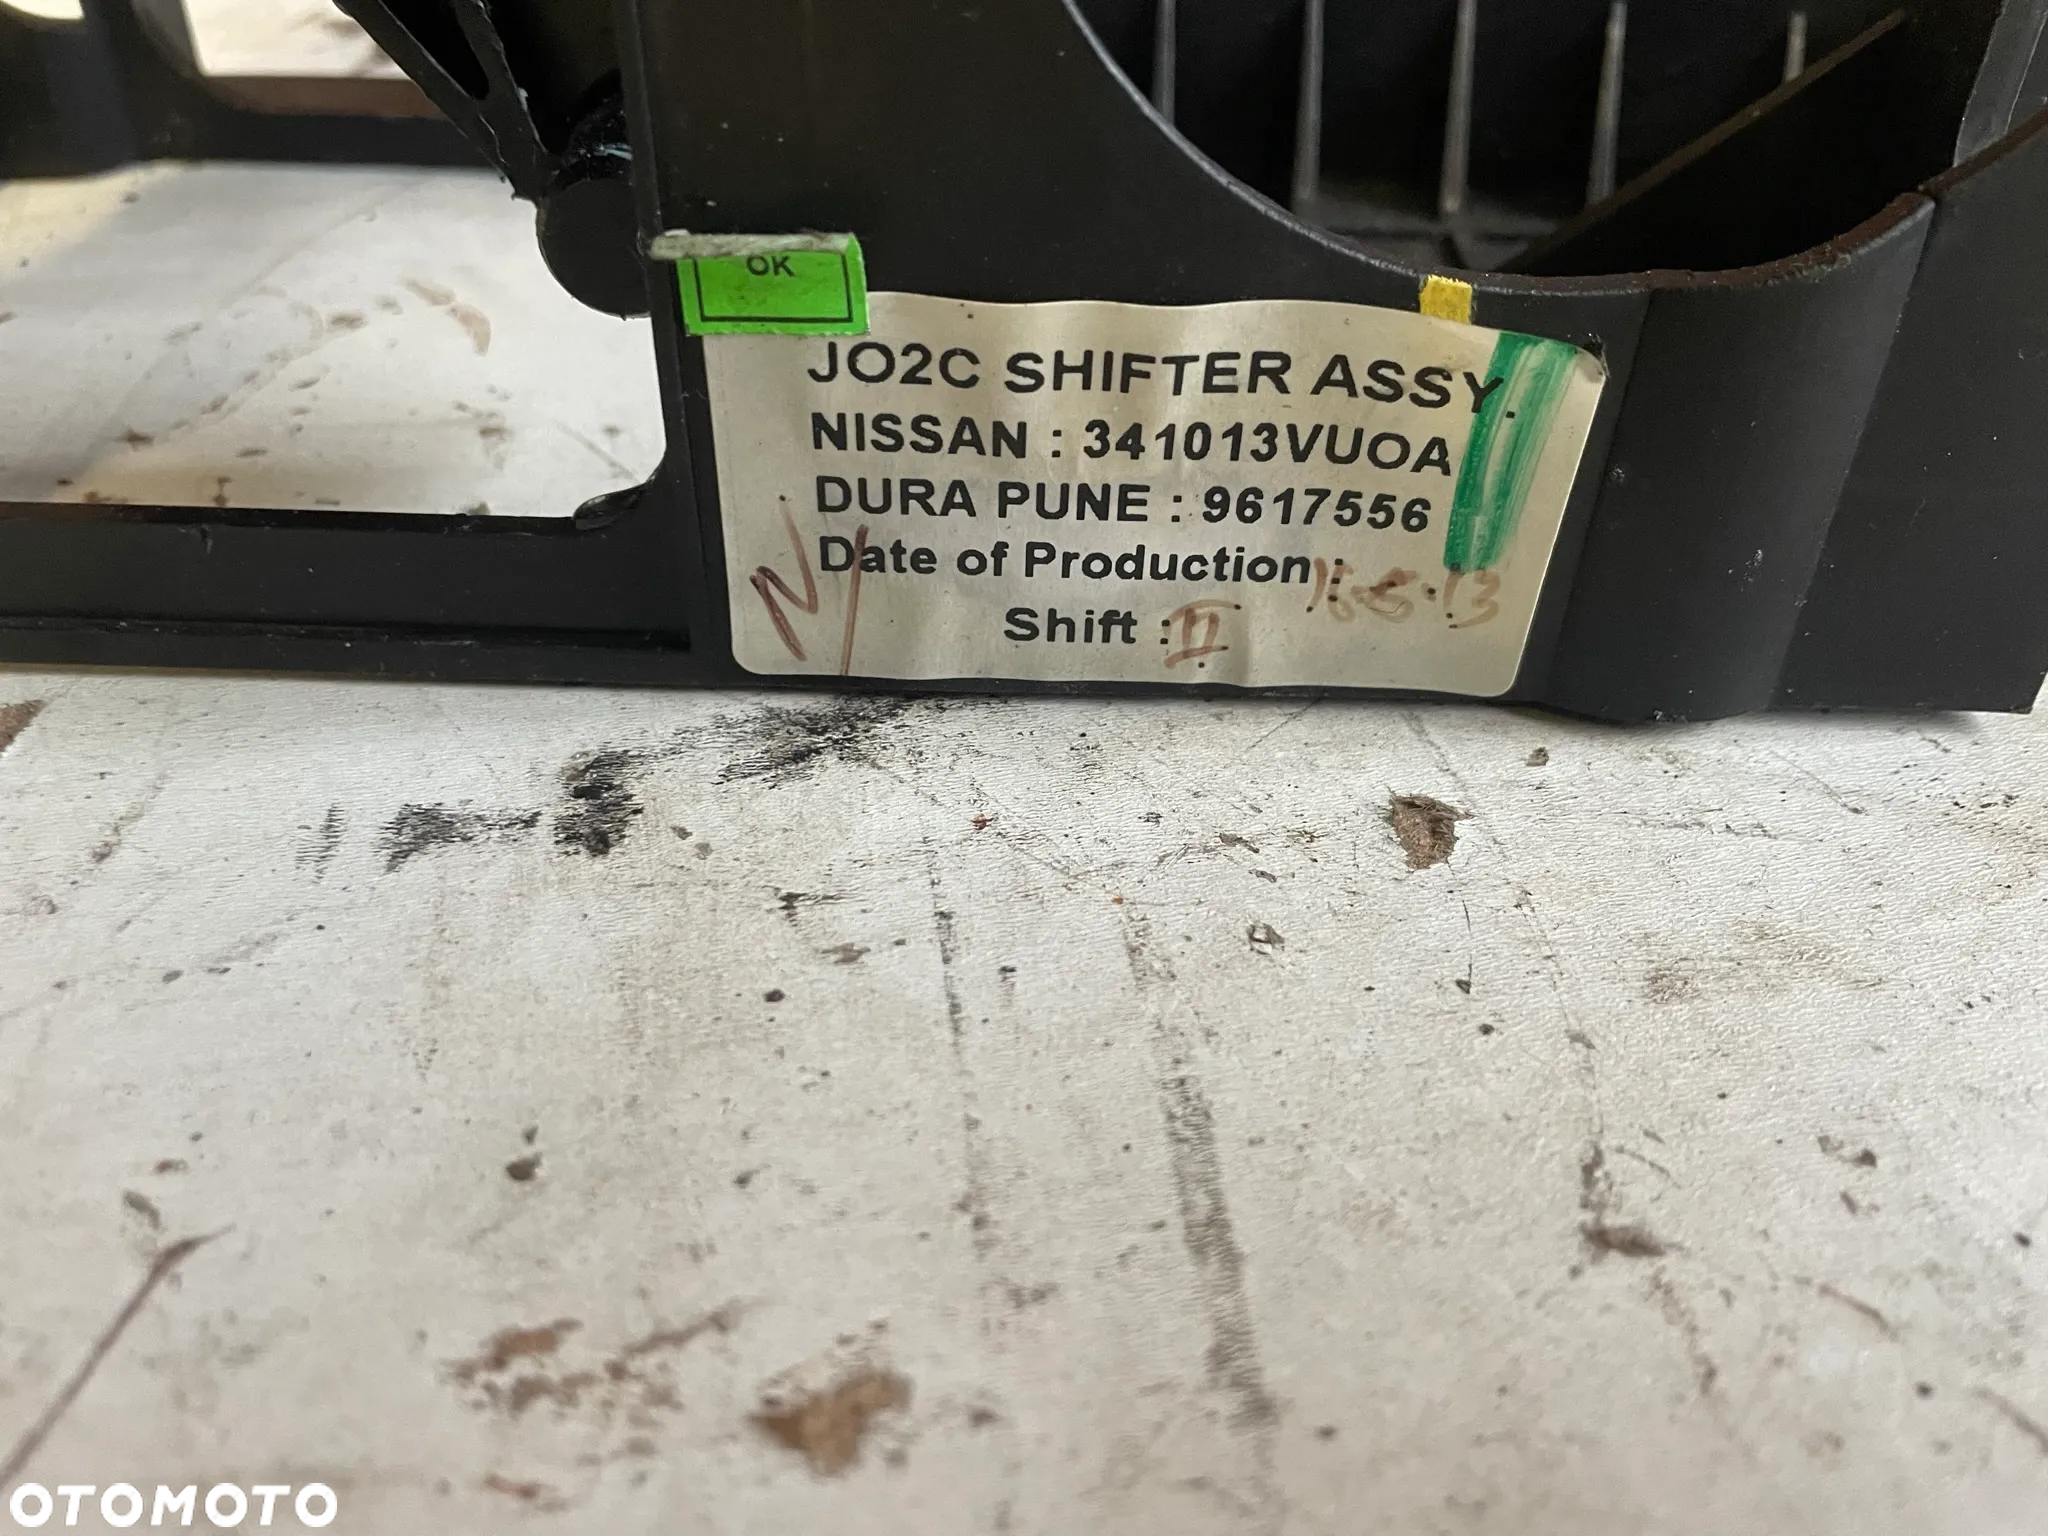 OK
JO2C SHIFTER ASSY.
NISSAN : 341013VUOA
DURA PUNE : 9617556
Date of Production : 16.5.13
Shift : II
N/
OTOMOTO